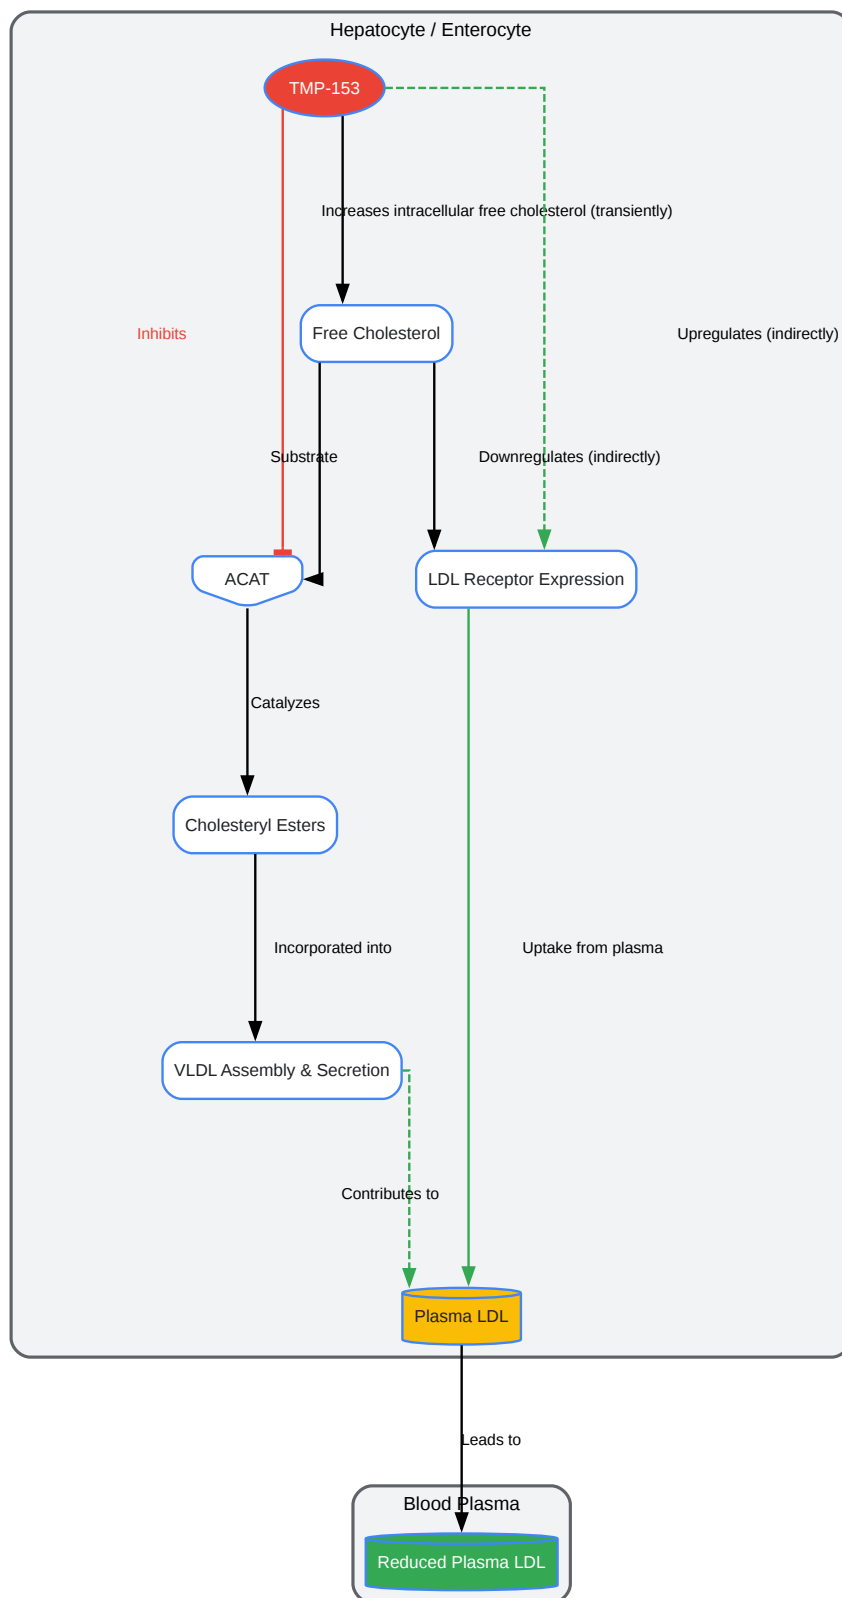 Hepatocyte / Enterocyte
TMP-153
Increases intracellular free cholesterol (transiently)
Inhibits
Free Cholesterol
Upregulates (indirectly)
Substrate
Downregulates (indirectly)
ACAT
LDL Receptor Expression
Catalyzes
Cholesteryl Esters
Incorporated into
Uptake from plasma
VLDL Assembly & Secretion
Contributes to
Plasma LDL
Leads to
Blood Plasma
Reduced Plasma LDL